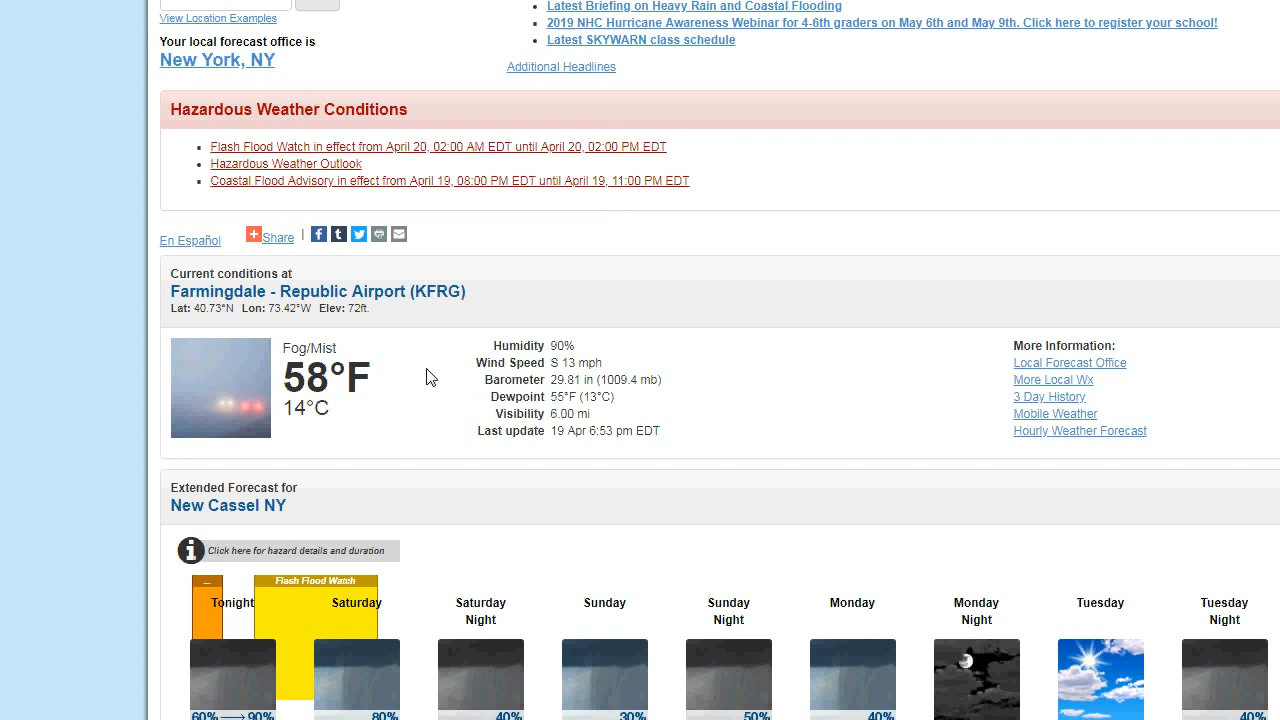 View Location Examples
Your local forecast office is
New York, NY
Latest Briefing on Heavy Rain and Coastal Flooding
2019 NHC Hurricane Awareness Webinar for 4-6th graders on May 6th and May 9th. Click here to register your school!
Latest SKYWARN class schedule
Additional Headlines
Hazardous Weather Conditions
Flash Flood Watch in effect from April 20, 02:00 AM EDT until April 20, 02:00 PM EDT
Hazardous Weather Outlook
Coastal Flood Advisory in effect from April 19, 08:00 PM EDT until April 19, 11:00 PM EDT
En Español
Share |
Current conditions at
Farmingdale - Republic Airport (KFRG)
Lat: 40.73°N Lon: 73.42°W Elev: 72ft.
Fog/Mist
58°F
14°C
Humidity 90%
Wind Speed S 13 mph
Barometer 29.81 in (1009.4 mb)
Dewpoint 55°F (13°C)
Visibility 6.00 mi
Last update 19 Apr 6:53 pm EDT
More Information:
Local Forecast Office
More Local Wx
3 Day History
Mobile Weather
Hourly Weather Forecast
Extended Forecast for
New Cassel NY
Click here for hazard details and duration
... Flash Flood Watch
Tonight Saturday Saturday Night Sunday Sunday Night Monday Monday Night Tuesday Tuesday Night
60% → 90% 80% 40% 30% 50% 40% 40%